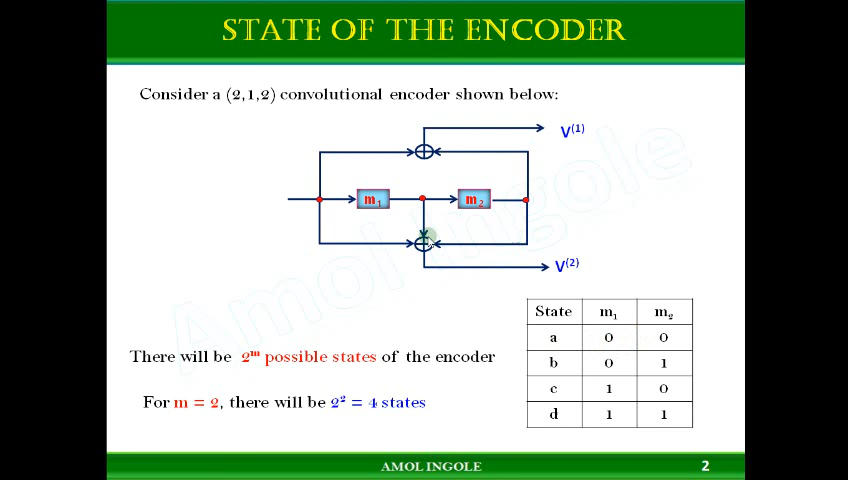 STATE OF THE ENCODER
Consider a (2,1,2) convolutional encoder shown below:
V(1)
m1
m2
V(2)
There will be 2^m possible states of the encoder
For m = 2, there will be 2² = 4 states
State m1 m2
a 0 0
b 0 1
c 1 0
d 1 1
Amol Ingole
AMOL INGOLE
2